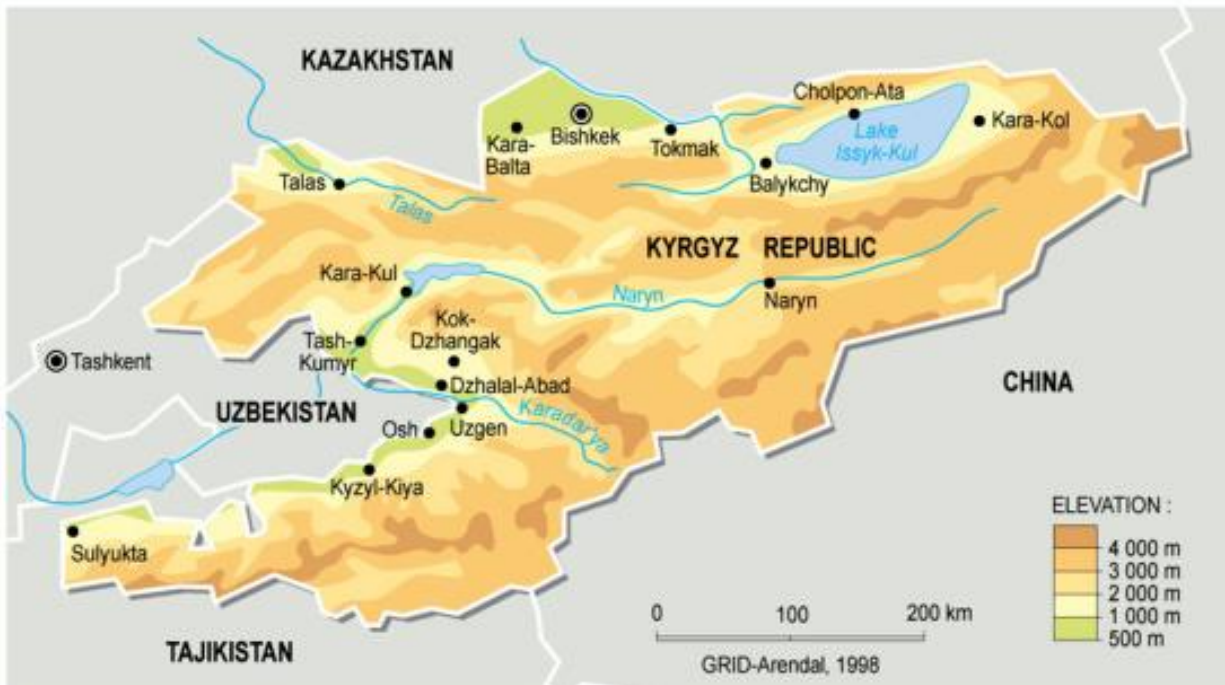 KAZAKHSTAN
Cholpon-Ata
Lake
Issyk-Kul
Kara-Kol
Kara-
Balta
Bishkek
Tokmak
Balykchy
Talas
Talas
KYRGYZ REPUBLIC
Kara-Kul
Naryn
Naryn
Kok-
Dzhangak
Tash-
Kumyr
Tashkent
Dzhalal-Abad
CHINA
UZBEKISTAN
Karadar'ya
Uzgen
Osh
Kyzyl-Kiya
Sulyukta
TAJIKISTAN
ELEVATION :
4 000 m
3 000 m
2 000 m
1 000 m
500 m
0 100 200 km
GRID-Arendal, 1998